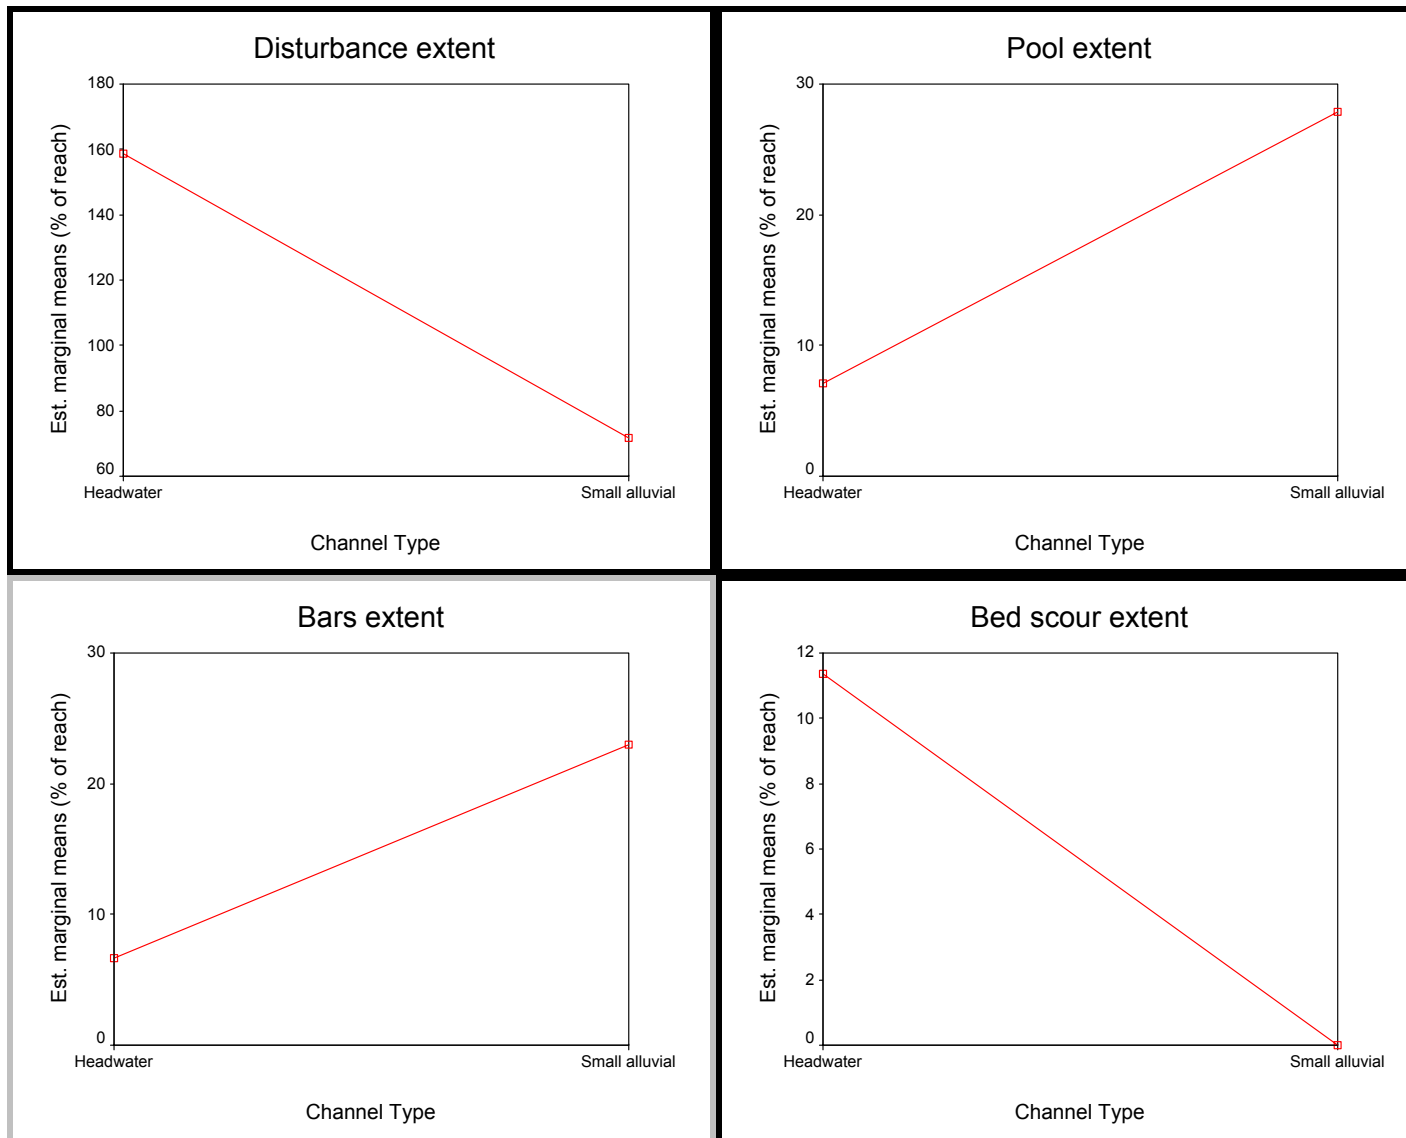 Disturbance extent
Est. marginal means (% of reach)
180
160
140
120
100
80
60
Headwater
Small alluvial
Channel Type
Pool extent
Est. marginal means (% of reach)
30
20
10
0
Headwater
Small alluvial
Channel Type
Bars extent
Est. marginal means (% of reach)
30
20
10
0
Headwater
Small alluvial
Channel Type
Bed scour extent
Est. marginal means (% of reach)
12
10
8
6
4
2
0
Headwater
Small alluvial
Channel Type